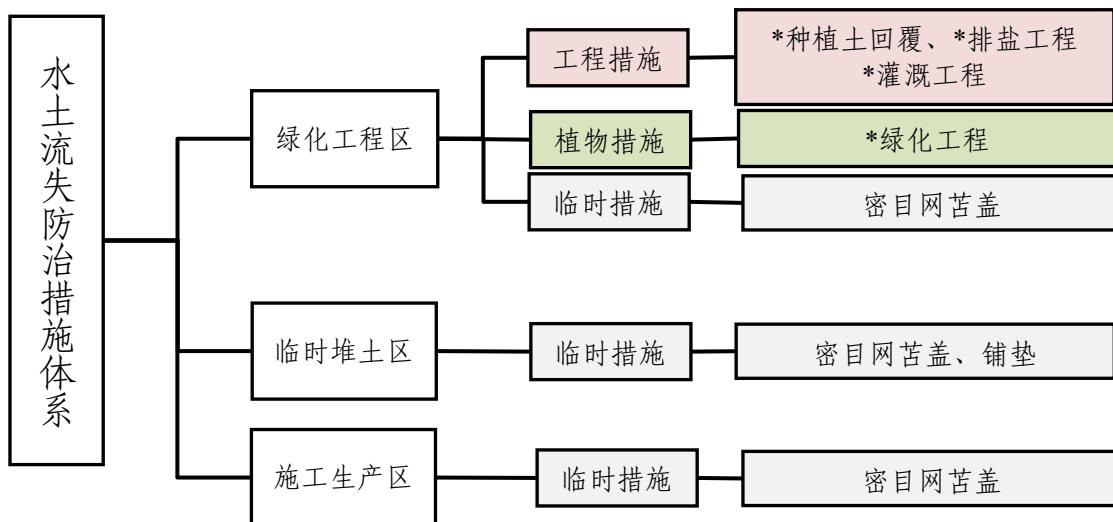 水土流失防治措施体系
绿化工程区
工程措施
*种植土回覆、*排盐工程
*灌溉工程
植物措施
*绿化工程
临时措施
密目网苫盖
临时堆土区
临时措施
密目网苫盖、铺垫
施工生产区
临时措施
密目网苫盖